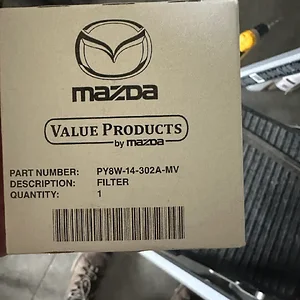 mazda
VALUE PRODUCTS
by mazda
PART NUMBER: PY8W-14-302A-MV
DESCRIPTION: FILTER
QUANTITY: 1